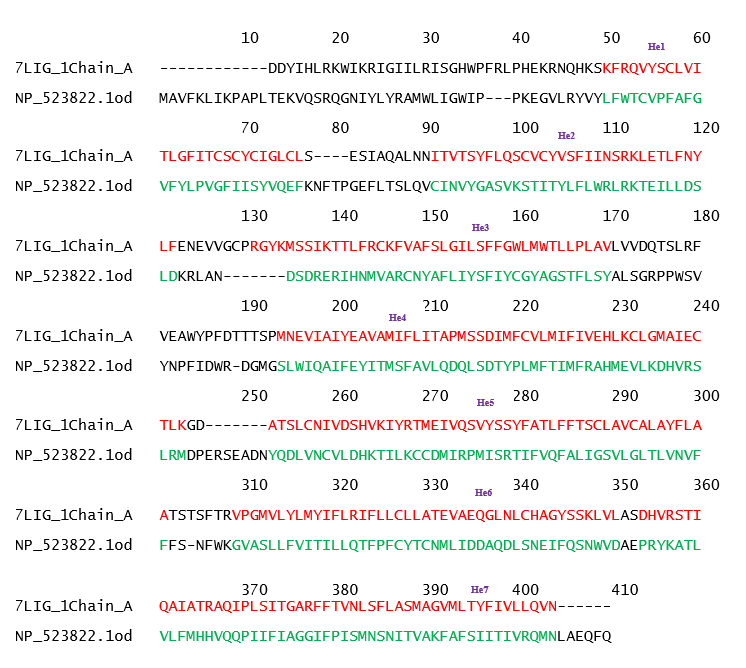 10 20 30 40 50 He1 60
7LIG_1Chain_A ------------DDYIHLRKWIKRIGIILRISGHWPFRLPHEKRNQHKSKFRQVYSCLVI
NP_523822.1od MAVFKLIKPAPLTEKVQSRQGNIYLYRAMWLIGWIP---PKEGVLRYVYLFWTCVPFAFG
70 80 90 100 He2 110 120
7LIG_1Chain_A TLGFITCSCYCIGLCLS----ESIAQALNNITVTSYFLQSCVCYVSFIINSRKLETLFNY
NP_523822.1od VFYLPVGFIISYVQEFKNFTPGEFLTSLQVCINVYGASVKSTITYLFLWRLRKTEILLDS
130 140 150 He3 160 170 180
7LIG_1Chain_A LFENEVVGCPRGYKMSSIKTTLFRCKFVAFSLGILSFFGWLMWTLLPLAVLVVDQTSLRF
NP_523822.1od LDKRLAN-------DSDRERIHNMVARCNYAFLIYSFIYCGYAGSTFLSYALSGRPPWSV
190 200 He4 210 220 230 240
7LIG_1Chain_A VEAWYPFDTTTSPMNEVIAIYEAVAMIFLITAPMSSDIMFCVLMIFIVEHLKCLGMAIEC
NP_523822.1od YNPFIDWR-DGMGSLWIQAIFEYITMSFAVLQDQLSDTYPLMFTIMFRAHMEVLKDHVRS
250 260 270 He5 280 290 300
7LIG_1Chain_A TLKGD-------ATSLCNIVDSHVKIYRTMEIVQSVYSSYFATLFFTSCLAVCALAYFLA
NP_523822.1od LRMDPERSEADNYQDLVNCVLDHKTILKCCDMIRPMISRTIFVQFALIGSVLGLTLVNVF
310 320 330 He6 340 350 360
7LIG_1Chain_A ATSTSFTRVPGMVLYLMYIFLRIFLLCLLATEVAEQGLNLCHAGYSSKLVLASDHVRSTI
NP_523822.1od FFS-NFWKGVASLLFVITILLQTFPFCYTCNMLIDDAQDLSNEIFQSNWVDAEPRYKATL
370 380 390 He7 400 410
7LIG_1Chain_A QAIATRAQIPLSITGARFFTVNLSFLASMAGVMLTYFIVLLQVN------
NP_523822.1od VLFMHHVQQPIIFIAGGIFPISMNSNITVAKFAFSIITIVRQMNLAEQFQ